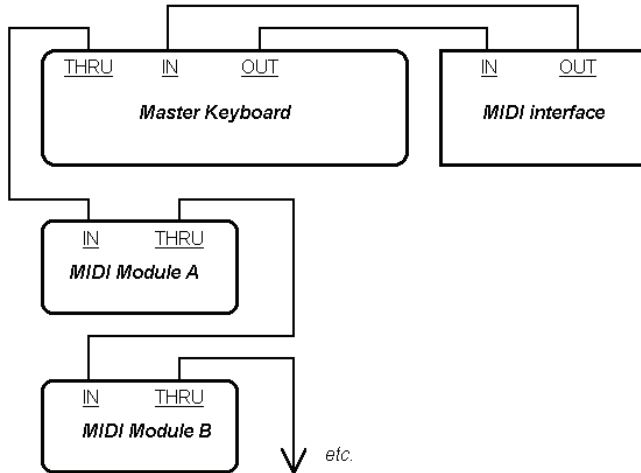 THRU IN OUT IN OUT
Master Keyboard MIDI interface
IN THRU
MIDI Module A
IN THRU
MIDI Module B
etc.